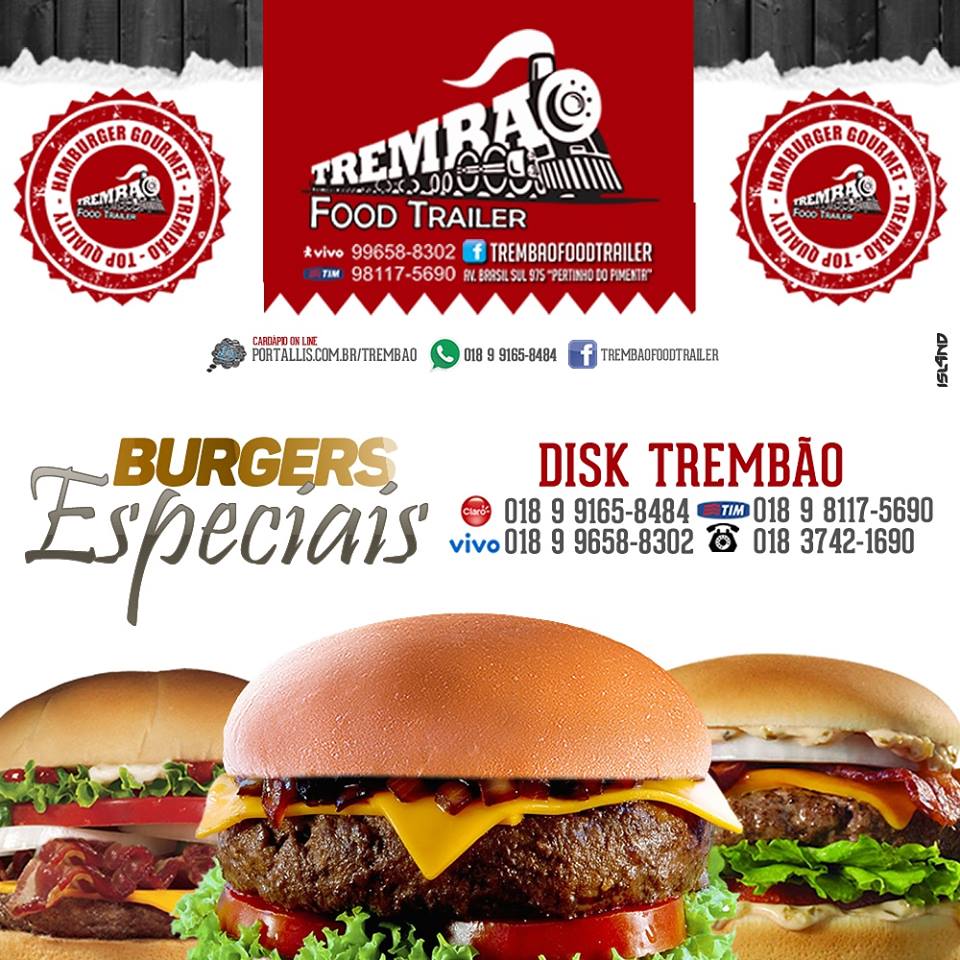 HAMBURGER GOURMET - TREMBÃO - TOP QUALITY -
TREMBÃO
FOOD TRAILER
TREMBÃO
FOOD TRAILER
vivo 99658-8302 f TREMBAOFOODTRAILER
TIM 98117-5690 AV. BRASIL SUL 975 "PERTINHO DO PIMENTA"
HAMBURGER GOURMET - TREMBÃO - TOP QUALITY -
TREMBÃO
FOOD TRAILER
CARDÁPIO ON LINE
PORTALLIS.COM.BR/TREMBAO 018 9 9165-8484 f TREMBAOFOODTRAILER
ISL4ND
BURGERS
Especiais
DISK TREMBÃO
Claro 018 9 9165-8484 TIM 018 9 8117-5690
vivo 018 9 9658-8302 018 3742-1690